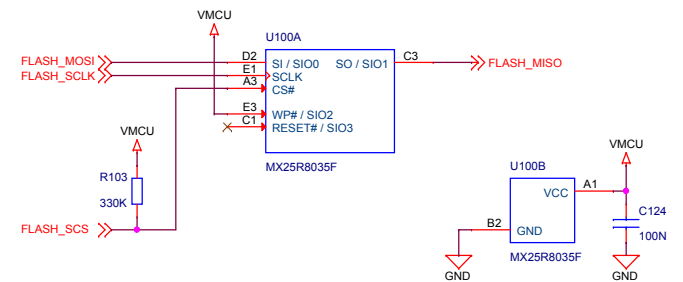 VMCU
U100A
FLASH_MOSI
D2
SI / SIO0
SO / SIO1
C3
FLASH_MISO
FLASH_SCLK
E1
SCLK
A3
CS#
E3
WP# / SIO2
C1
RESET# / SIO3
MX25R8035F
VMCU
R103
330K
FLASH_SCS
VMCU
U100B
VCC
A1
B2
GND
C124
100N
MX25R8035F
GND
GND